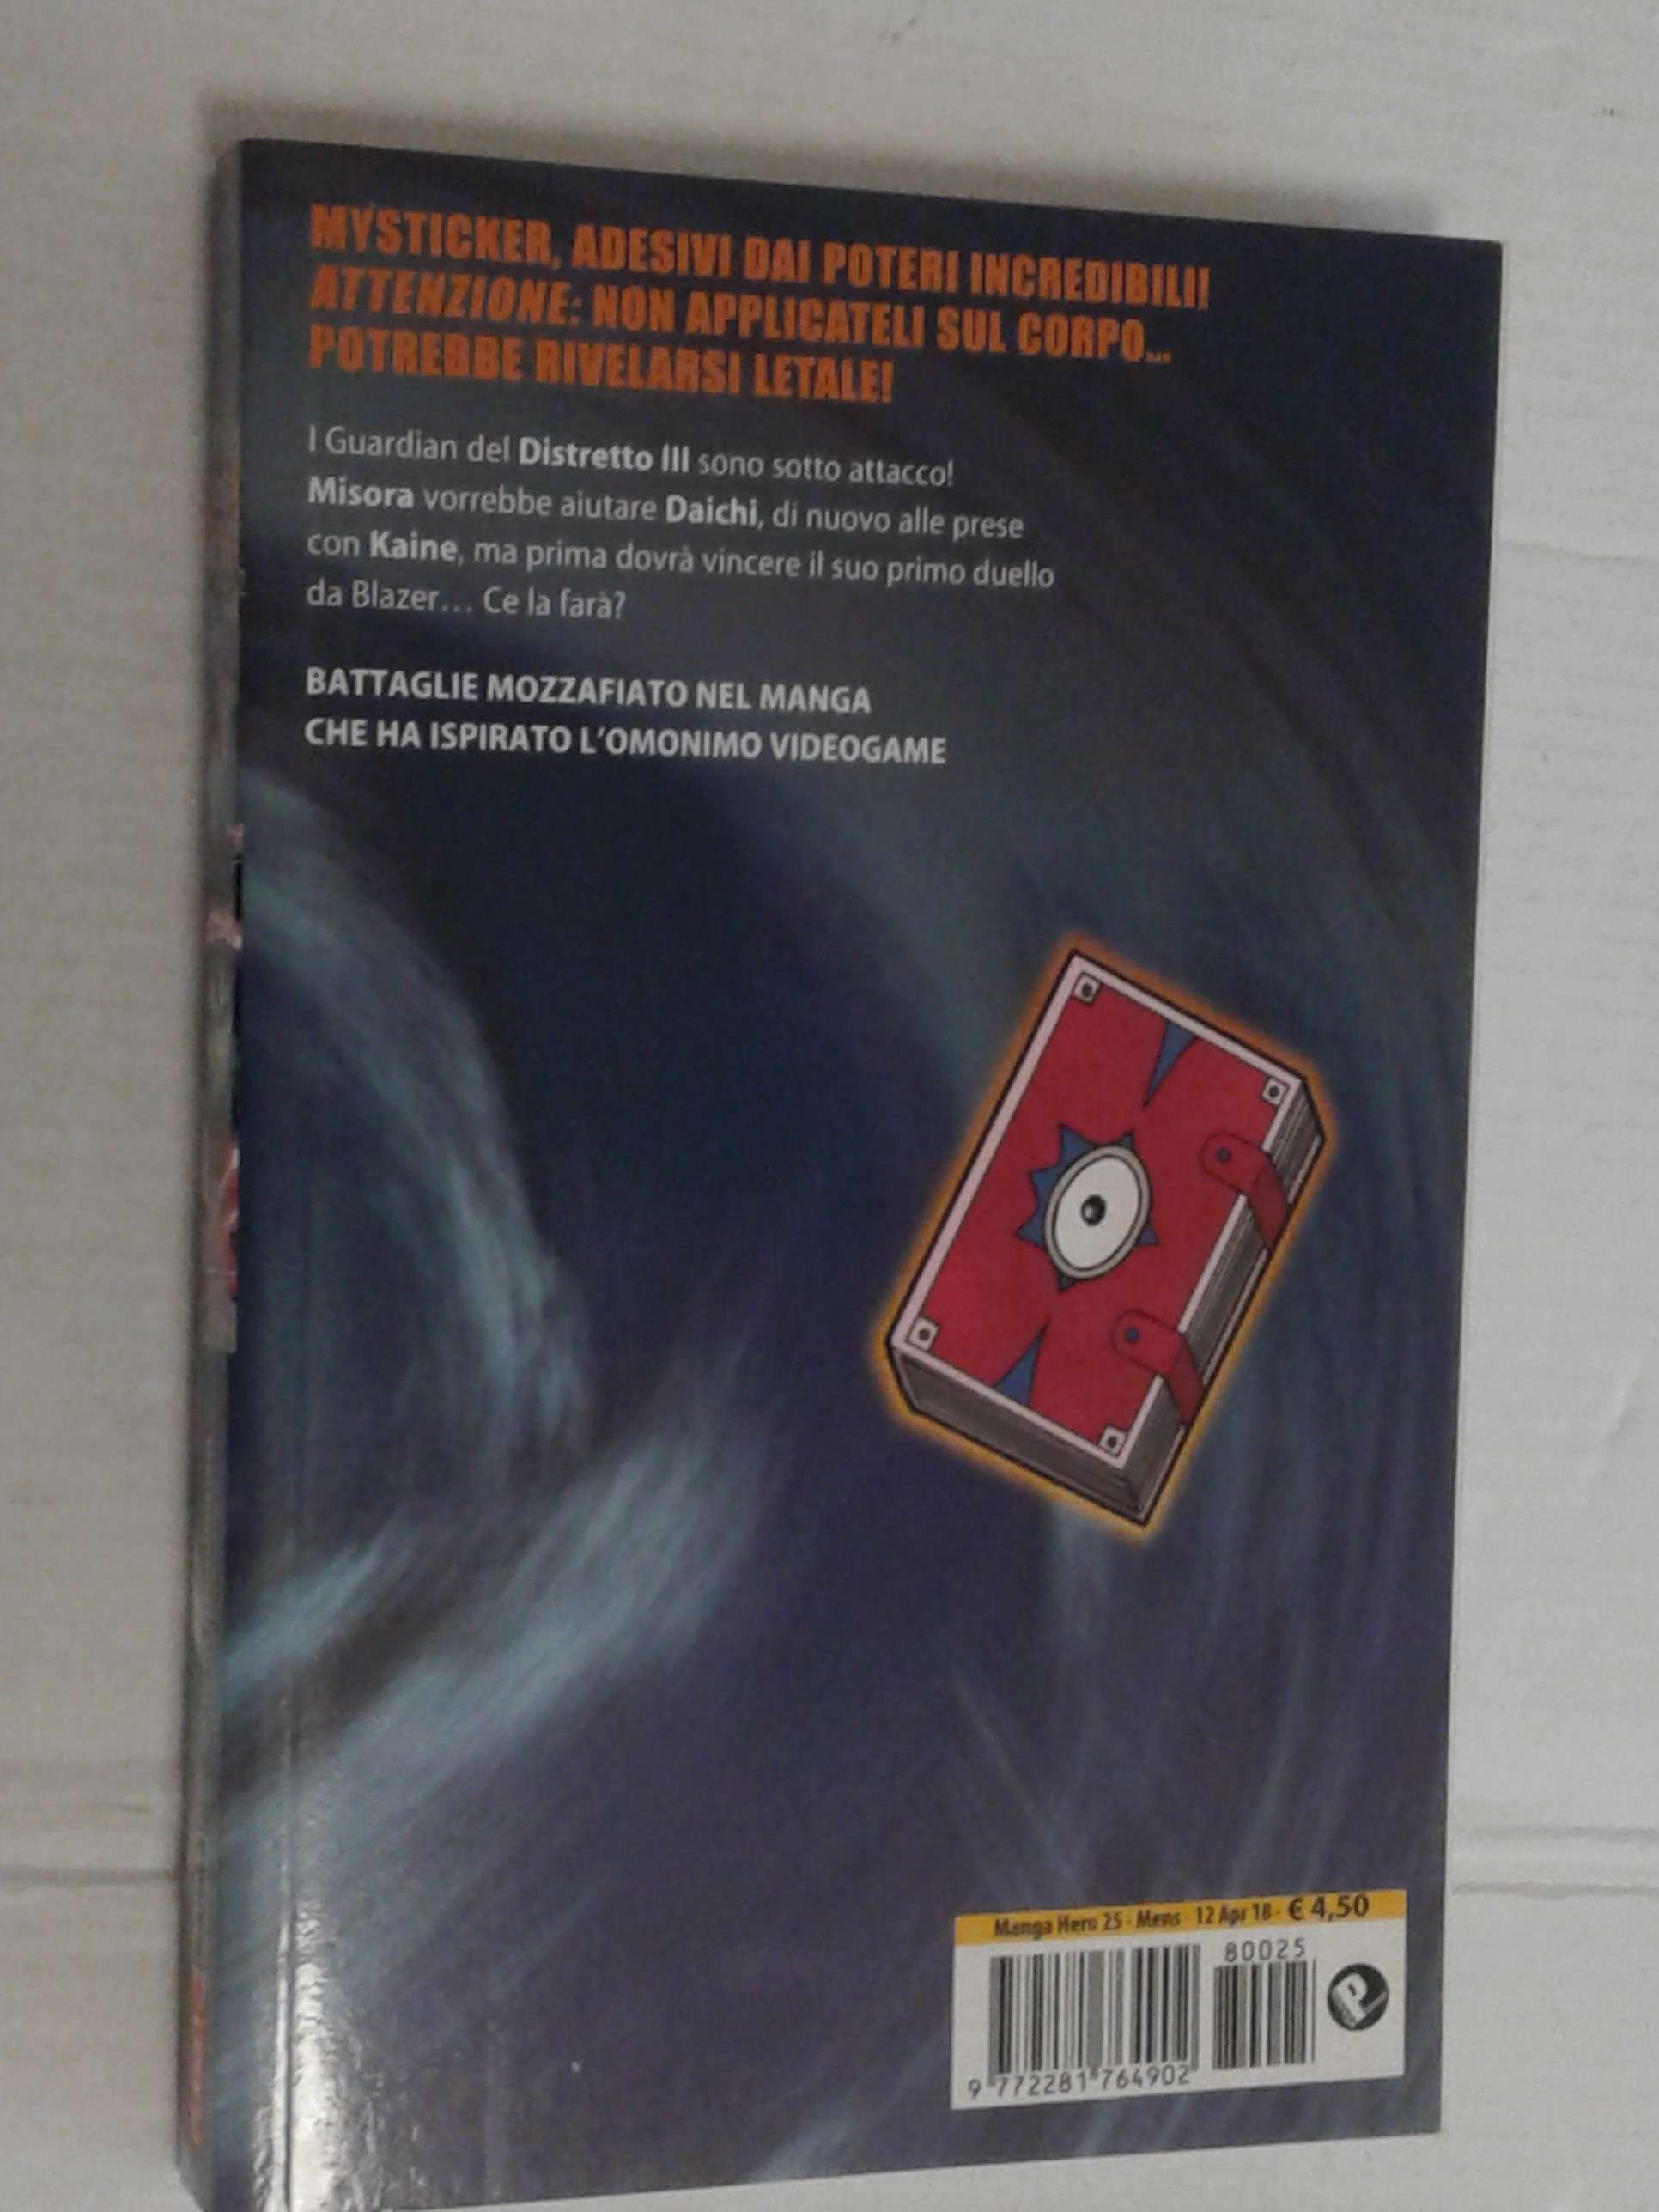 MYSTICKER, ADESIVI DAI POTERI INCREDIBILI!
ATTENZIONE: NON APPLICATELI SUL CORPO...
POTREBBE RIVELARSI LETALE!
I Guardian del Distretto III sono sotto attacco!
Misora vorrebbe aiutare Daichi, di nuovo alle prese
con Kaine, ma prima dovrà vincere il suo primo duello
da Blazer... Ce la farà?
BATTAGLIE MOZZAFIATO NEL MANGA
CHE HA ISPIRATO L'OMONIMO VIDEOGAME
Manga Hero 25 - Mens - 12 Apr 18 - € 4,50
80025
P
9 772281 764902